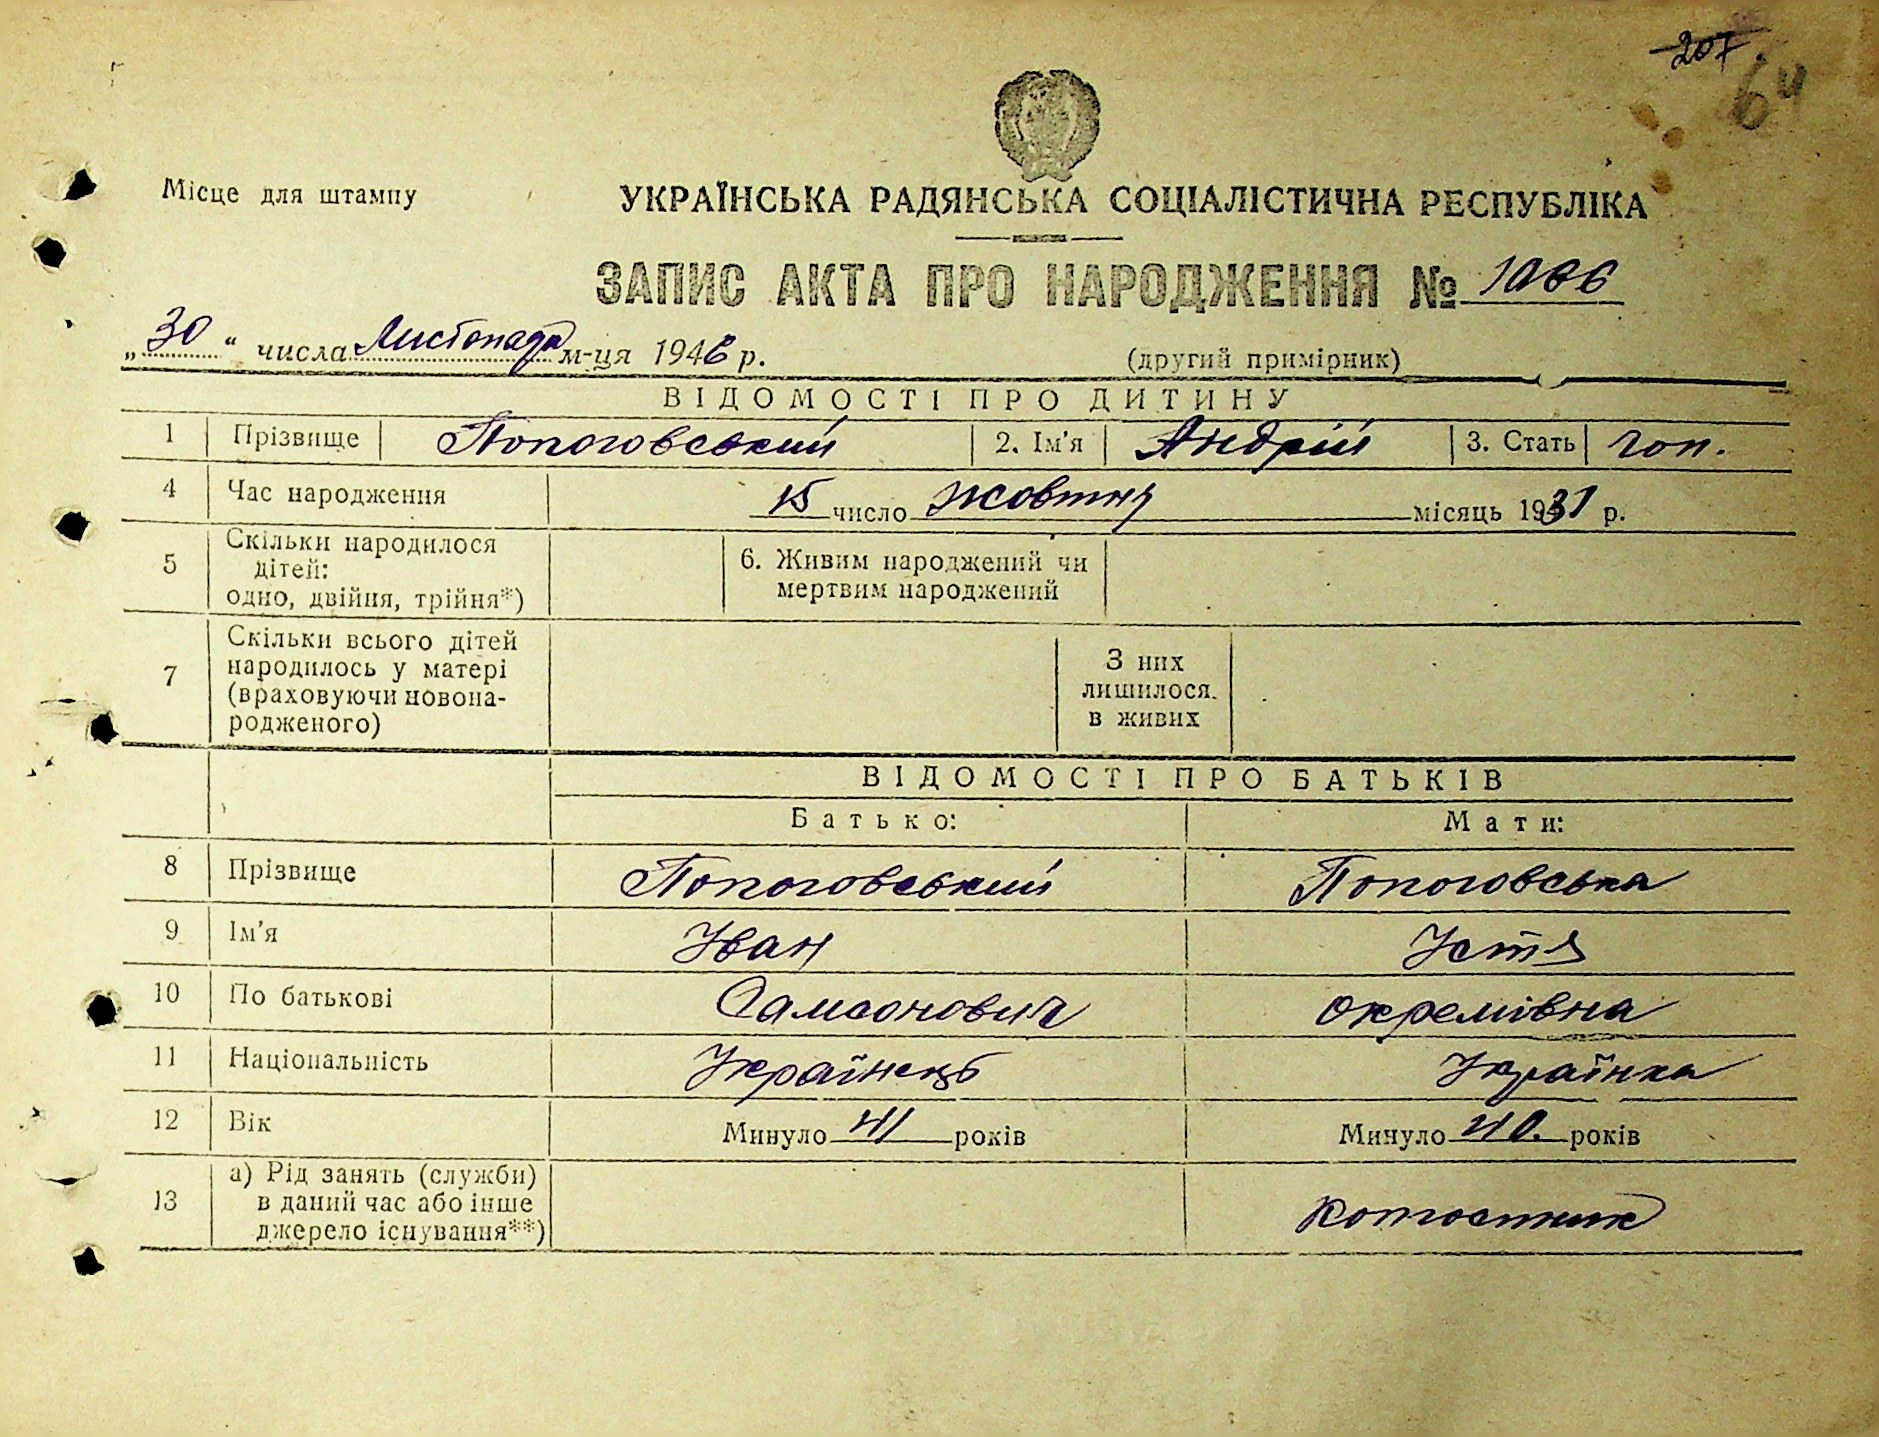 207
64
Місце для штампу
УКРАЇНСЬКА РАДЯНСЬКА СОЦІАЛІСТИЧНА РЕСПУБЛІКА
ЗАПИС АКТА ПРО НАРОДЖЕННЯ № 1066
„30“ числа Листопада м-ця 1946 р.
(другий примірник)
ВІДОМОСТІ ПРО ДИТИНУ
1 Прізвище 2. Ім'я Андрій 3. Стать чол.
4 Час народження 15 число жовтня місяць 1931 р.
5 Скільки народилося дітей: одно, двійня, трійня*) 6. Живим народжений чи мертвим народжений
7 Скільки всього дітей народилось у матері (враховуючи новонародженого) З них лишилося в живих
ВІДОМОСТІ ПРО БАТЬКІВ
Батько: Мати:
8 Прізвище
9 Ім'я Іван Устя
10 По батькові Самсонович Охремівна
11 Національність Українець Українка
12 Вік Минуло 41 років Минуло 40. років
13 а) Рід занять (служби) в даний час або інше джерело існування**) колгоспник